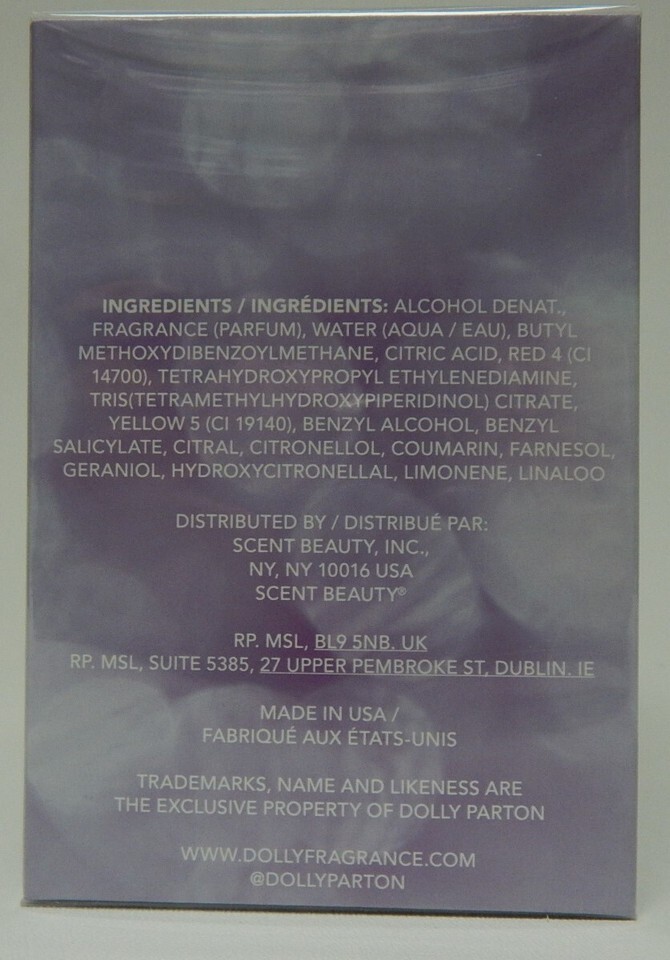 INGREDIENTS / INGRÉDIENTS: ALCOHOL DENAT.,
FRAGRANCE (PARFUM), WATER (AQUA / EAU), BUTYL
METHOXYDIBENZOYLMETHANE, CITRIC ACID, RED 4 (CI
14700), TETRAHYDROXYPROPYL ETHYLENEDIAMINE,
TRIS(TETRAMETHYLHYDROXYPIPERIDINOL) CITRATE,
YELLOW 5 (CI 19140), BENZYL ALCOHOL, BENZYL
SALICYLATE, CITRAL, CITRONELLOL, COUMARIN, FARNESOL,
GERANIOL, HYDROXYCITRONELLAL, LIMONENE, LINALOO
DISTRIBUTED BY / DISTRIBUÉ PAR:
SCENT BEAUTY, INC.,
NY, NY 10016 USA
SCENT BEAUTY®
RP. MSL, BL9 5NB. UK
RP. MSL, SUITE 5385, 27 UPPER PEMBROKE ST, DUBLIN. IE
MADE IN USA /
FABRIQUÉ AUX ÉTATS-UNIS
TRADEMARKS, NAME AND LIKENESS ARE
THE EXCLUSIVE PROPERTY OF DOLLY PARTON
WWW.DOLLYFRAGRANCE.COM
@DOLLYPARTON